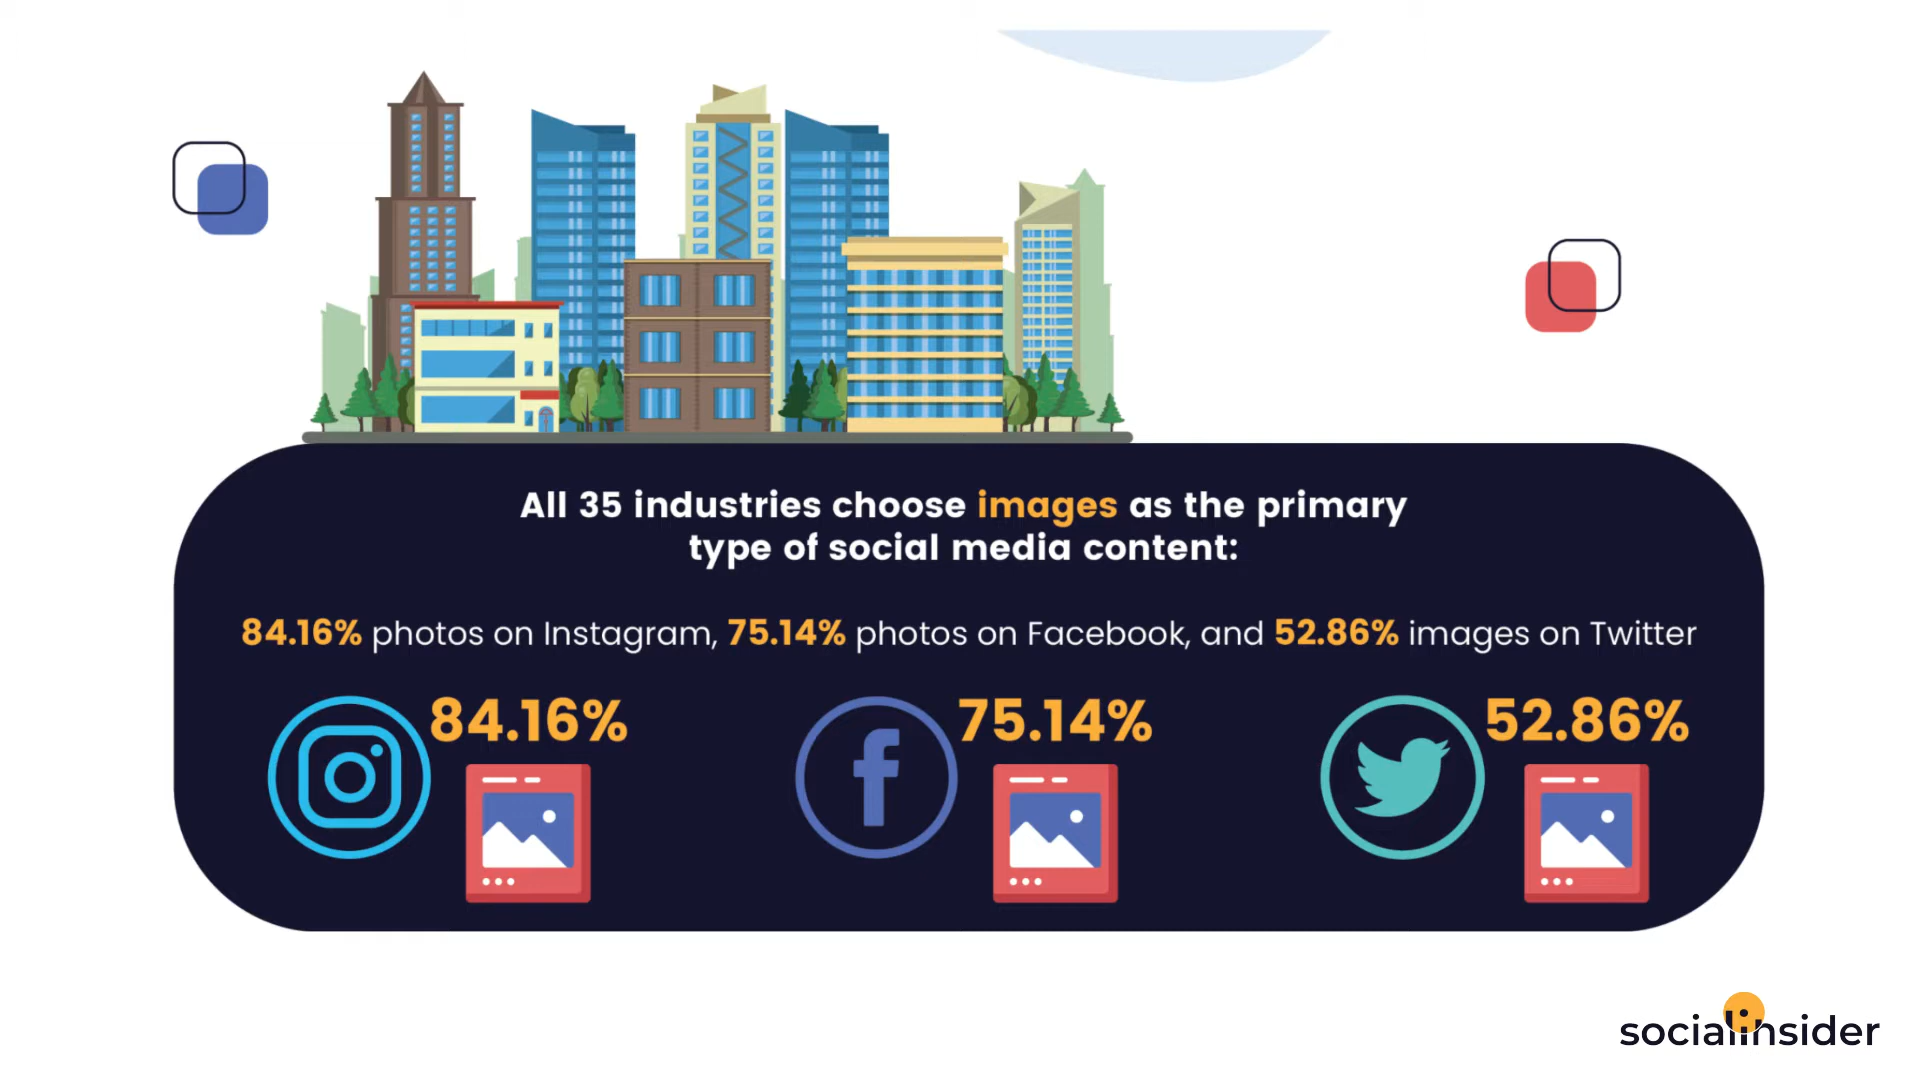 All 35 industries choose images as the primary
type of social media content:
84.16% photos on Instagram, 75.14% photos on Facebook, and 52.86% images on Twitter
84.16%
75.14%
52.86%
socialinsider